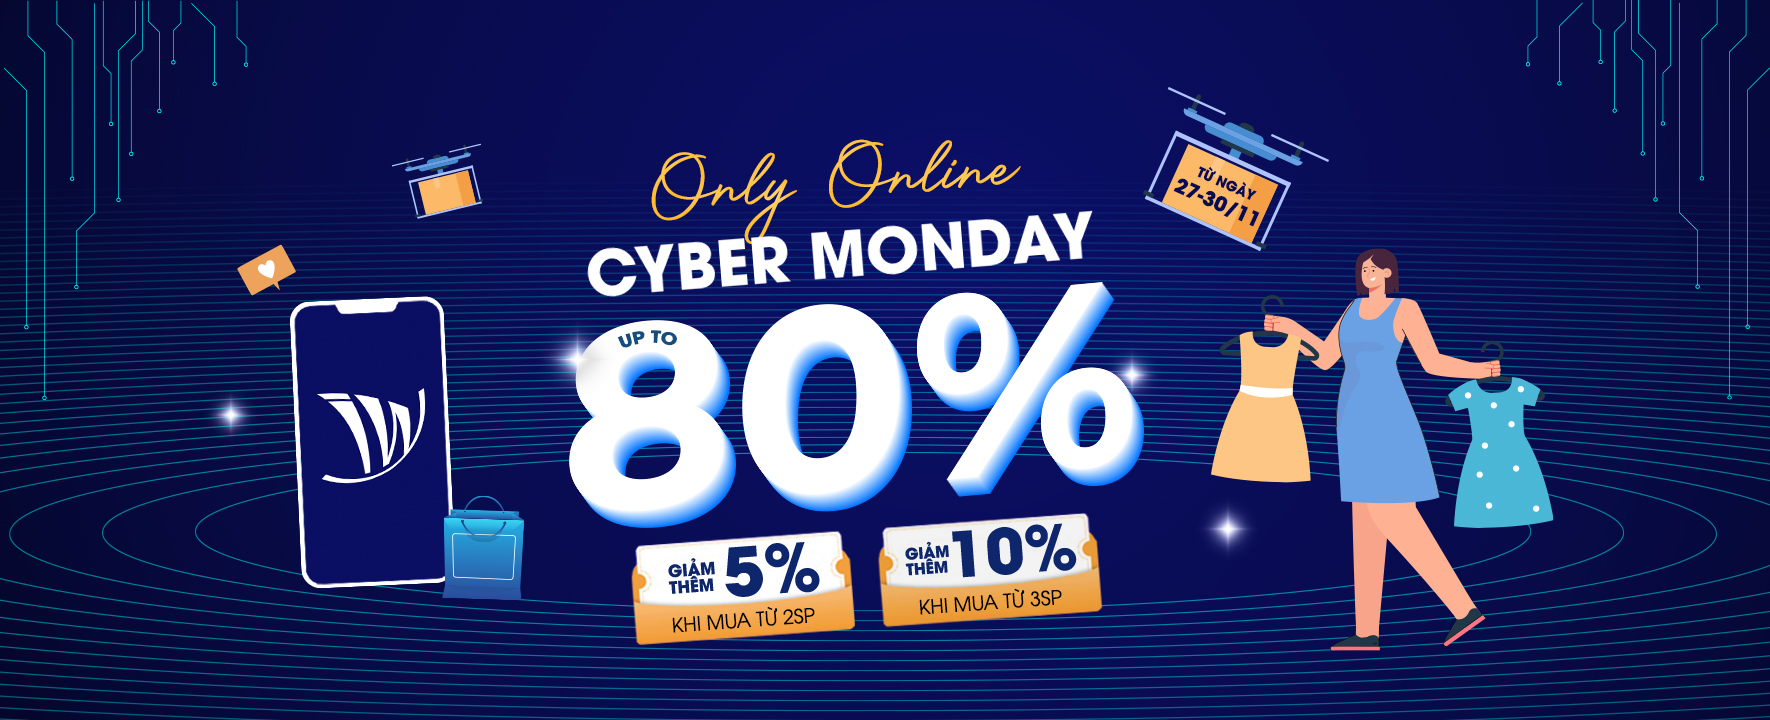 Only Online
CYBER MONDAY
UP TO
80%
TỪ NGÀY
27-30/11
GIẢM
THÊM
5%
KHI MUA TỪ 2SP
GIẢM
THÊM
10%
KHI MUA TỪ 3SP